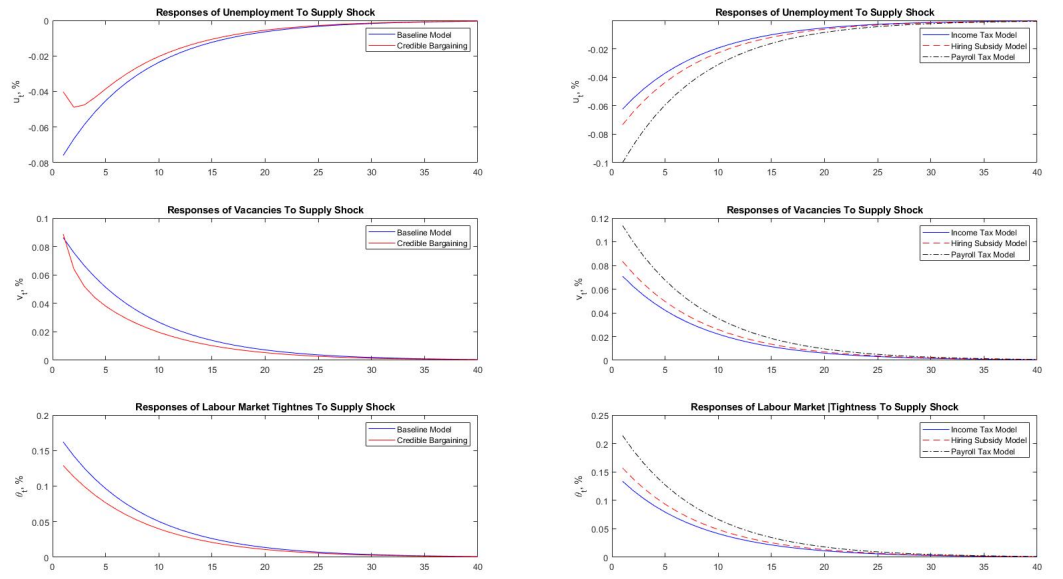 Responses of Unemployment To Supply Shock
0
-0.02
-0.04
-0.06
-0.08
u_t, %
Baseline Model
Credible Bargaining
0 5 10 15 20 25 30 35 40
Responses of Unemployment To Supply Shock
-0.02
-0.04
-0.06
-0.08
-0.1
u_t, %
Income Tax Model
Hiring Subsidy Model
Payroll Tax Model
0 5 10 15 20 25 30 35 40
Responses of Vacancies To Supply Shock
0.1
0.08
0.06
0.04
0.02
0
v_t, %
Baseline Model
Credible Bargaining
0 5 10 15 20 25 30 35 40
Responses of Vacancies To Supply Shock
0.12
0.1
0.08
0.06
0.04
0.02
0
v_t, %
Income Tax Model
Hiring Subsidy Model
Payroll Tax Model
0 5 10 15 20 25 30 35 40
Responses of Labour Market Tightnes To Supply Shock
0.2
0.15
0.1
0.05
0
θ_t, %
Baseline Model
Credible Bargaining
0 5 10 15 20 25 30 35 40
Responses of Labour Market |Tightness To Supply Shock
0.25
0.2
0.15
0.1
0.05
0
θ_t, %
Income Tax Model
Hiring Subsidy Model
Payroll Tax Model
0 5 10 15 20 25 30 35 40